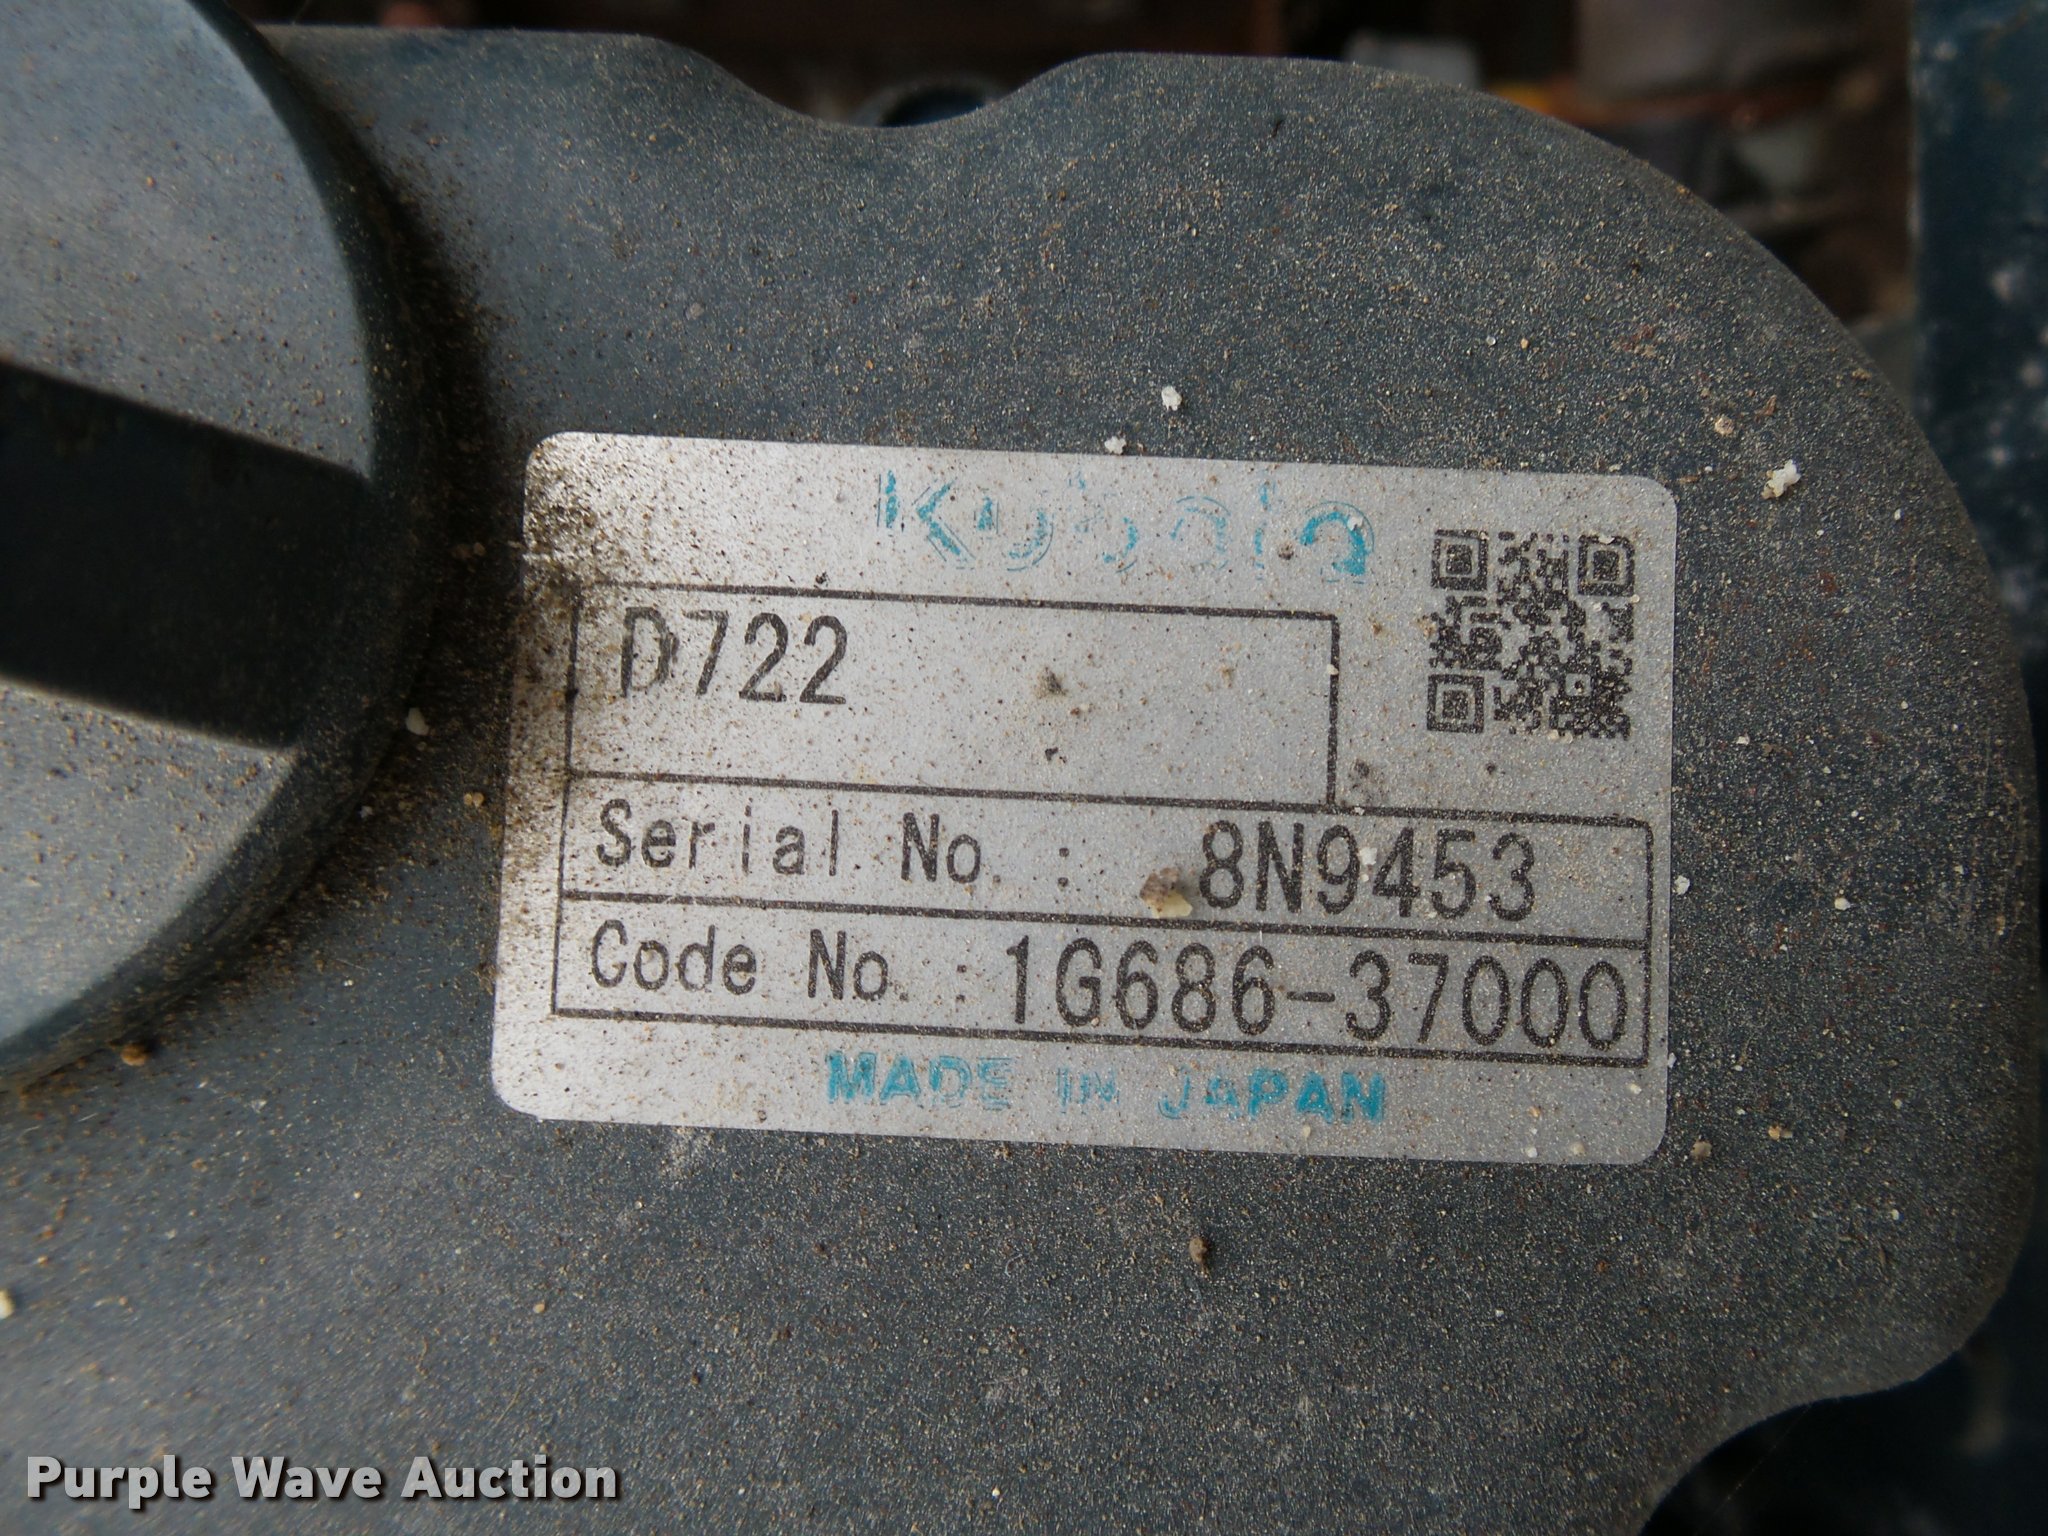 Kubota
D722
Serial No. : 8N9453
Code No. : 1G686-37000
MADE IN JAPAN
Purple Wave Auction